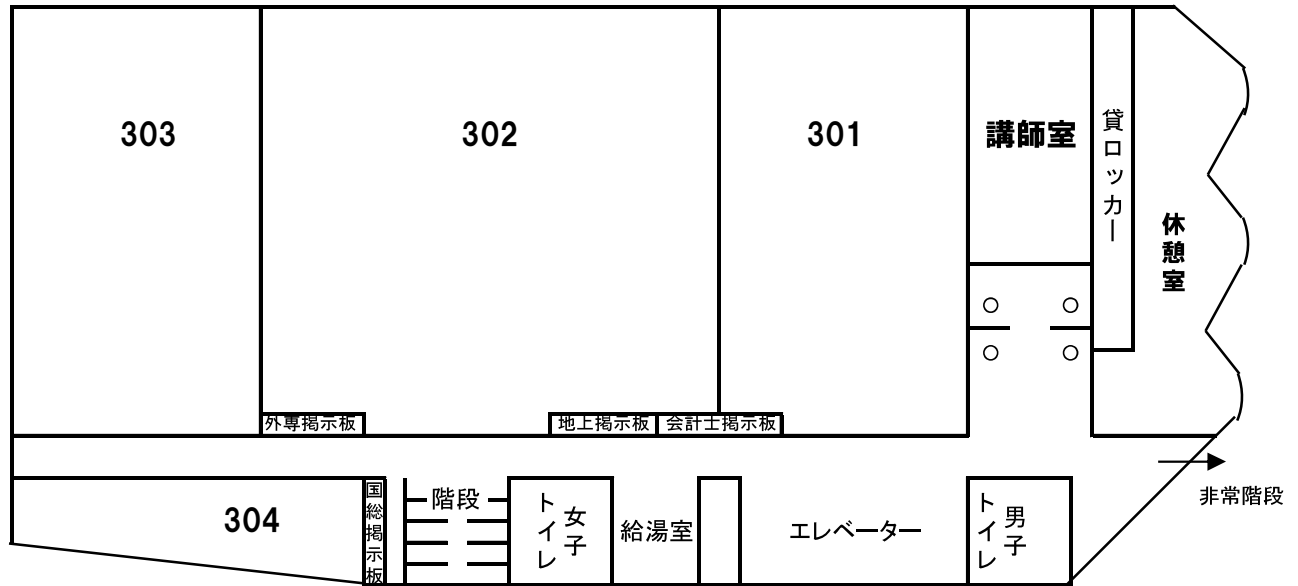 303
302
301
講師室
貸ロッカー
休憩室
外専掲示板
地上掲示板
会計士掲示板
非常階段
304
国総掲示板
階段
女子
トイレ
給湯室
エレベーター
男子
トイレ